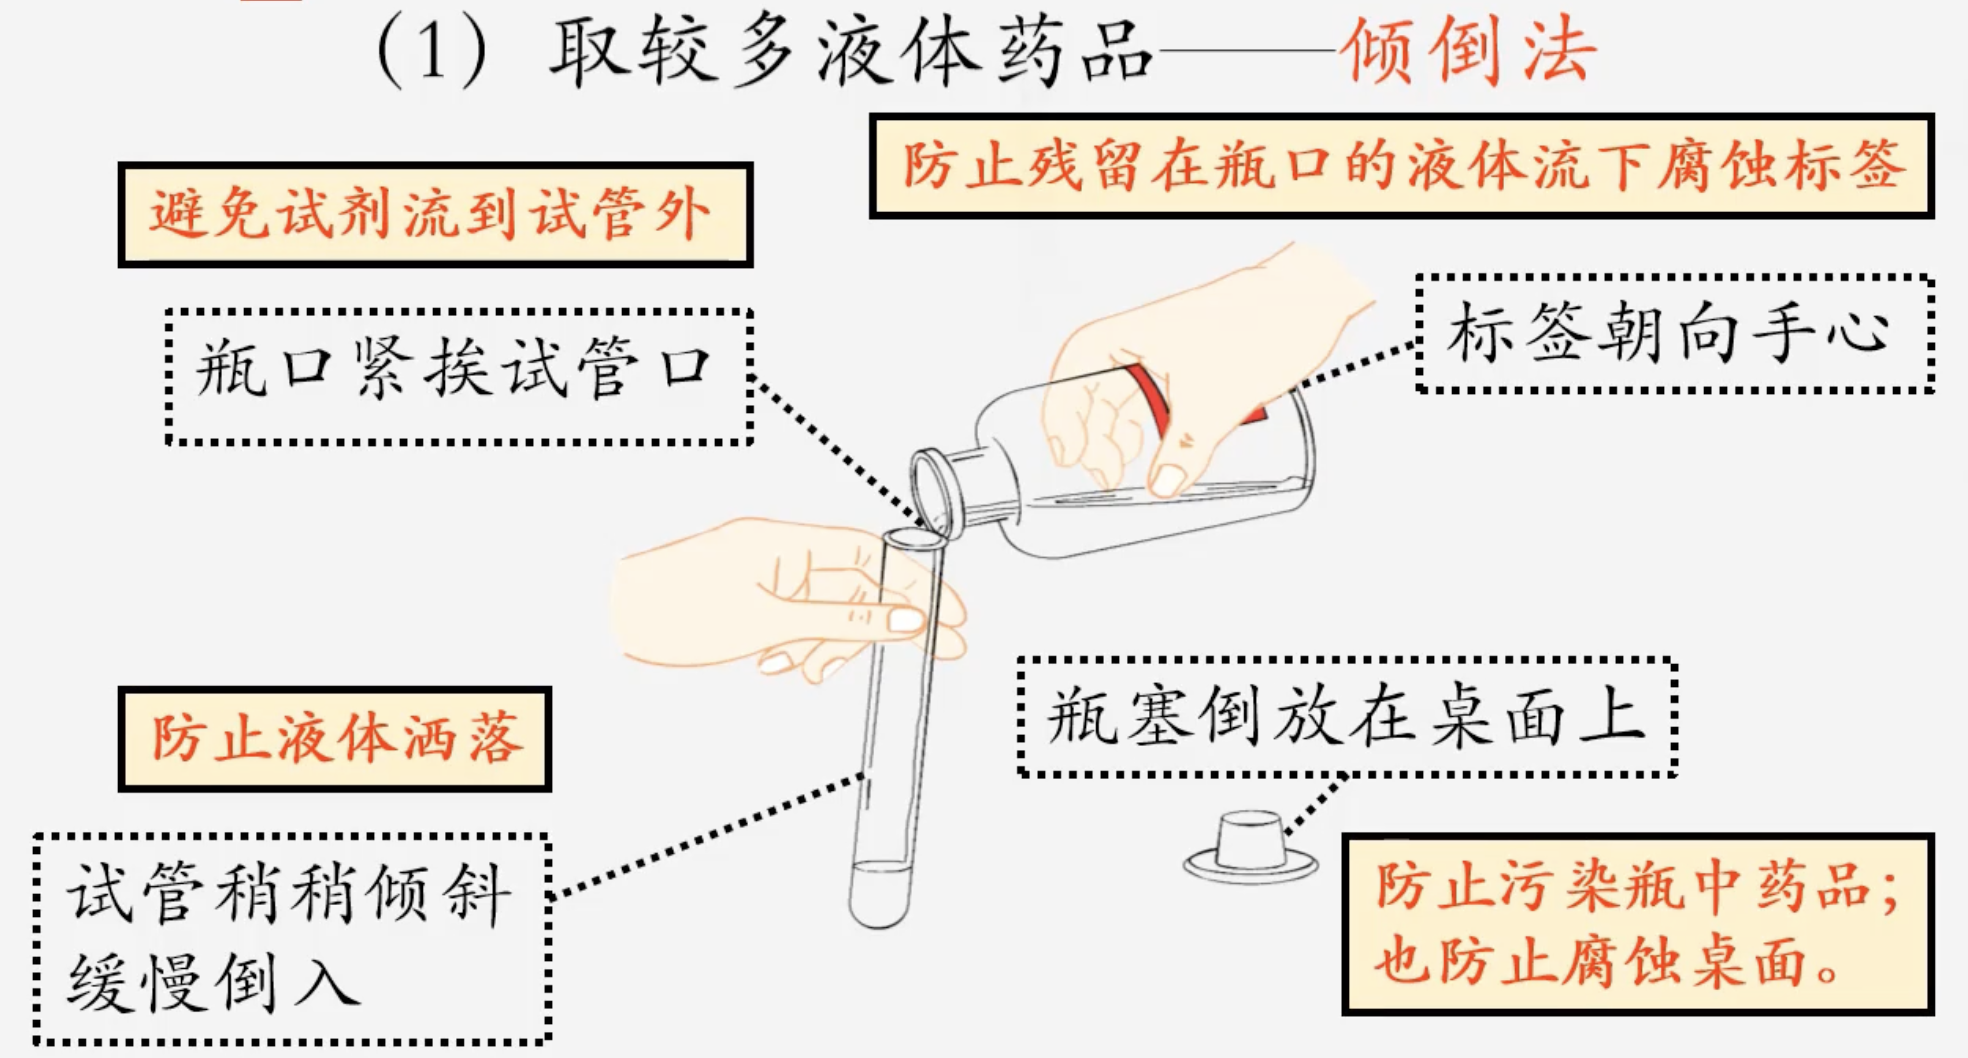 （1）取较多液体药品——倾倒法
防止残留在瓶口的液体流下腐蚀标签
避免试剂流到试管外
标签朝向手心
瓶口紧挨试管口
瓶塞倒放在桌面上
防止液体洒落
试管稍稍倾斜
缓慢倒入
防止污染瓶中药品；
也防止腐蚀桌面。